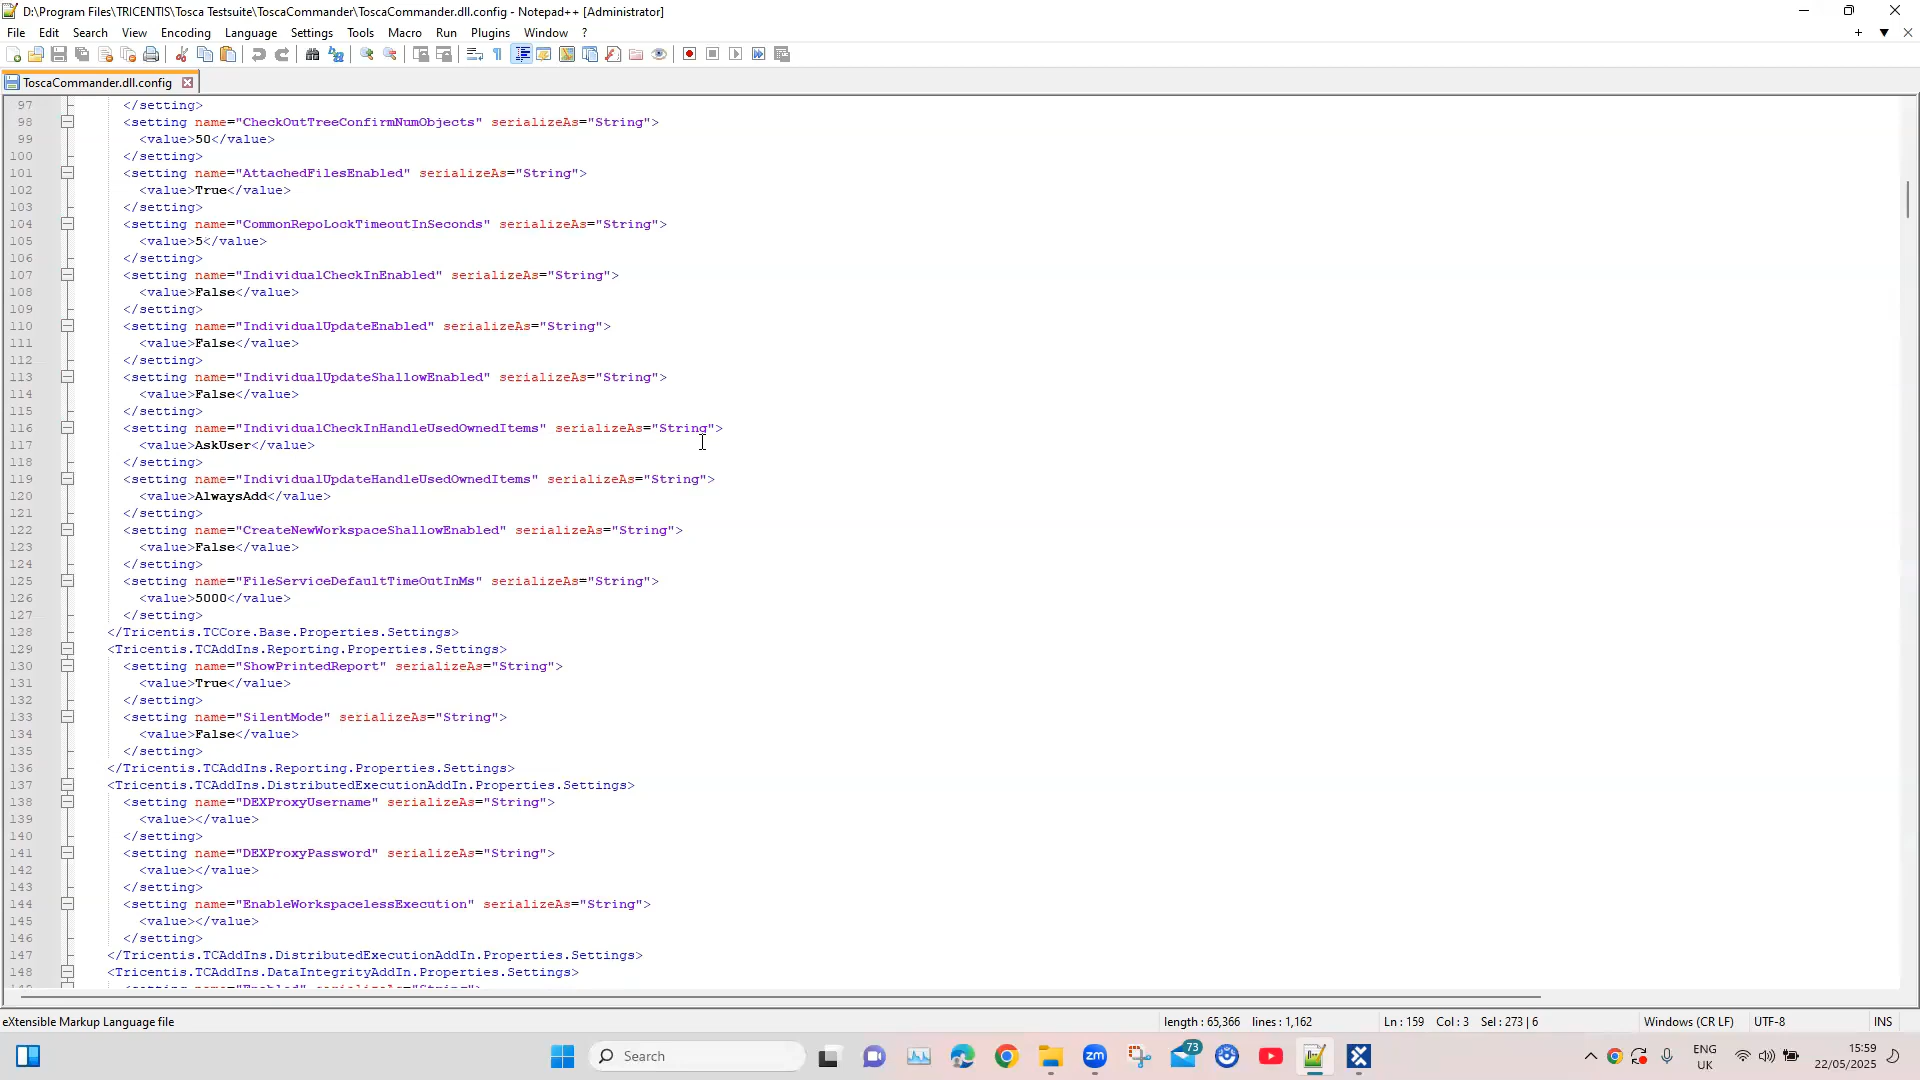 D:\Program Files\TRICENTIS\Tosca Testsuite\ToscaCommander\ToscaCommander.dll.config - Notepad++ [Administrator]
File Edit Search View Encoding Language Settings Tools Macro Run Plugins Window ?
ToscaCommander.dll.config
97 </setting>
98 <setting name="CheckOutTreeConfirmNumObjects" serializeAs="String">
99 <value>50</value>
100 </setting>
101 <setting name="AttachedFilesEnabled" serializeAs="String">
102 <value>True</value>
103 </setting>
104 <setting name="CommonRepoLockTimeoutInSeconds" serializeAs="String">
105 <value>5</value>
106 </setting>
107 <setting name="IndividualCheckInEnabled" serializeAs="String">
108 <value>False</value>
109 </setting>
110 <setting name="IndividualUpdateEnabled" serializeAs="String">
111 <value>False</value>
112 </setting>
113 <setting name="IndividualUpdateShallowEnabled" serializeAs="String">
114 <value>False</value>
115 </setting>
116 <setting name="IndividualCheckInHandleUsedOwnedItems" serializeAs="String">
117 <value>AskUser</value>
118 </setting>
119 <setting name="IndividualUpdateHandleUsedOwnedItems" serializeAs="String">
120 <value>AlwaysAdd</value>
121 </setting>
122 <setting name="CreateNewWorkspaceShallowEnabled" serializeAs="String">
123 <value>False</value>
124 </setting>
125 <setting name="FileServiceDefaultTimeOutInMs" serializeAs="String">
126 <value>5000</value>
127 </setting>
128 </Tricentis.TCCore.Base.Properties.Settings>
129 <Tricentis.TCAddIns.Reporting.Properties.Settings>
130 <setting name="ShowPrintedReport" serializeAs="String">
131 <value>True</value>
132 </setting>
133 <setting name="SilentMode" serializeAs="String">
134 <value>False</value>
135 </setting>
136 </Tricentis.TCAddIns.Reporting.Properties.Settings>
137 <Tricentis.TCAddIns.DistributedExecutionAddIn.Properties.Settings>
138 <setting name="DEXProxyUsername" serializeAs="String">
139 <value></value>
140 </setting>
141 <setting name="DEXProxyPassword" serializeAs="String">
142 <value></value>
143 </setting>
144 <setting name="EnableWorkspacelessExecution" serializeAs="String">
145 <value></value>
146 </setting>
147 </Tricentis.TCAddIns.DistributedExecutionAddIn.Properties.Settings>
148 <Tricentis.TCAddIns.DataIntegrityAddIn.Properties.Settings>
eXtensible Markup Language file length : 65,366 lines : 1,162 Ln : 159 Col : 3 Sel : 273 | 6 Windows (CR LF) UTF-8 INS
Search zm 73 ENG 15:59
UK 22/05/2025